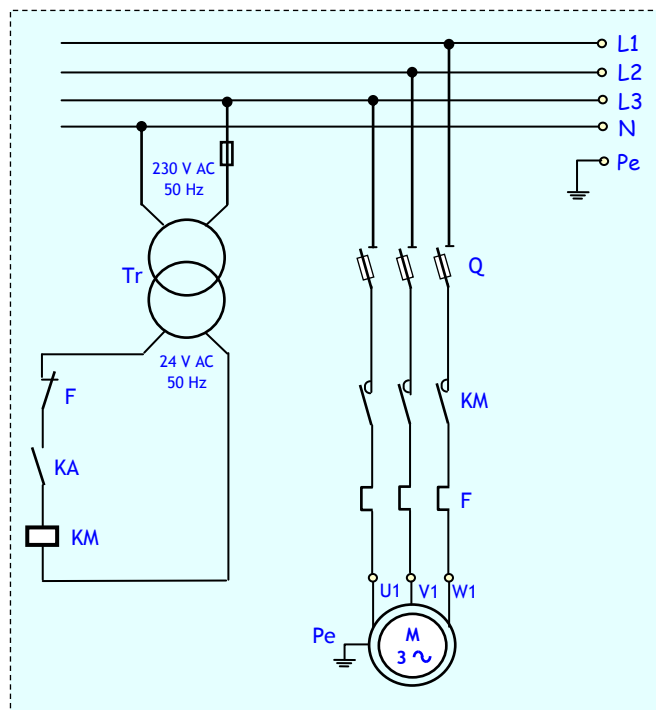 L1
L2
L3
N
Pe
230 V AC
50 Hz
Tr
Q
24 V AC
50 Hz
F
KM
KA
F
KM
U1 V1 W1
Pe
M
3